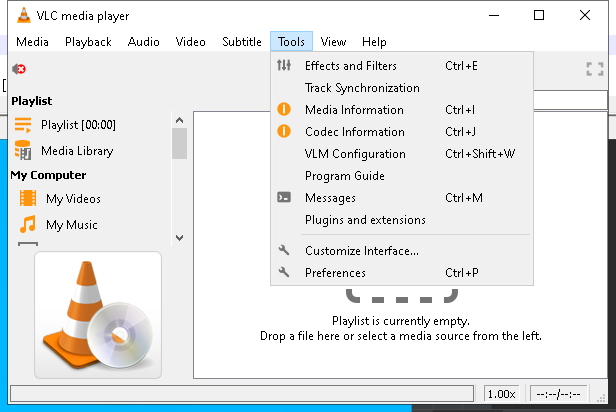 VLC media player
Media Playback Audio Video Subtitle Tools View Help
Effects and Filters Ctrl+E
Track Synchronization
Media Information Ctrl+I
Codec Information Ctrl+J
VLM Configuration Ctrl+Shift+W
Program Guide
Messages Ctrl+M
Plugins and extensions
Customize Interface...
Preferences Ctrl+P
Playlist
Playlist [00:00]
Media Library
My Computer
My Videos
My Music
Playlist is currently empty.
Drop a file here or select a media source from the left.
1.00x --:--/--:--